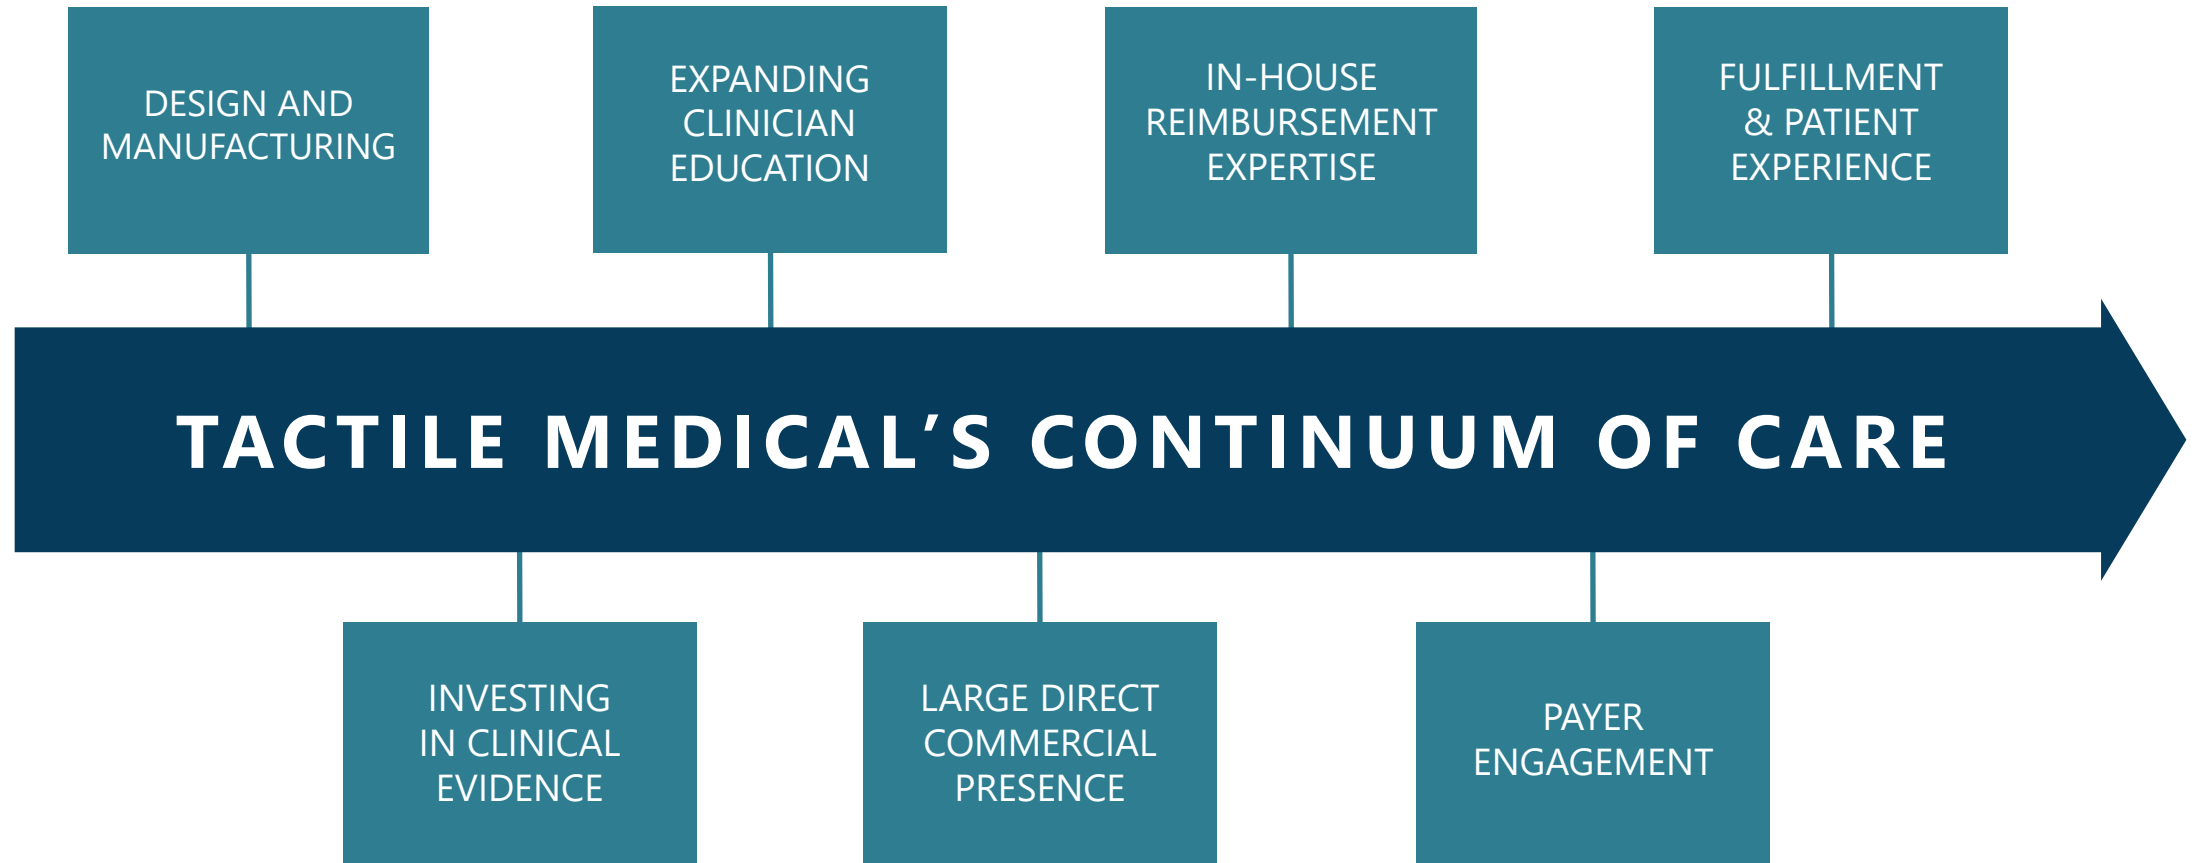 DESIGN AND
MANUFACTURING
EXPANDING
CLINICIAN
EDUCATION
IN-HOUSE
REIMBURSEMENT
EXPERTISE
FULFILLMENT
& PATIENT
EXPERIENCE
TACTILE MEDICAL’S CONTINUUM OF CARE
INVESTING
IN CLINICAL
EVIDENCE
LARGE DIRECT
COMMERCIAL
PRESENCE
PAYER
ENGAGEMENT